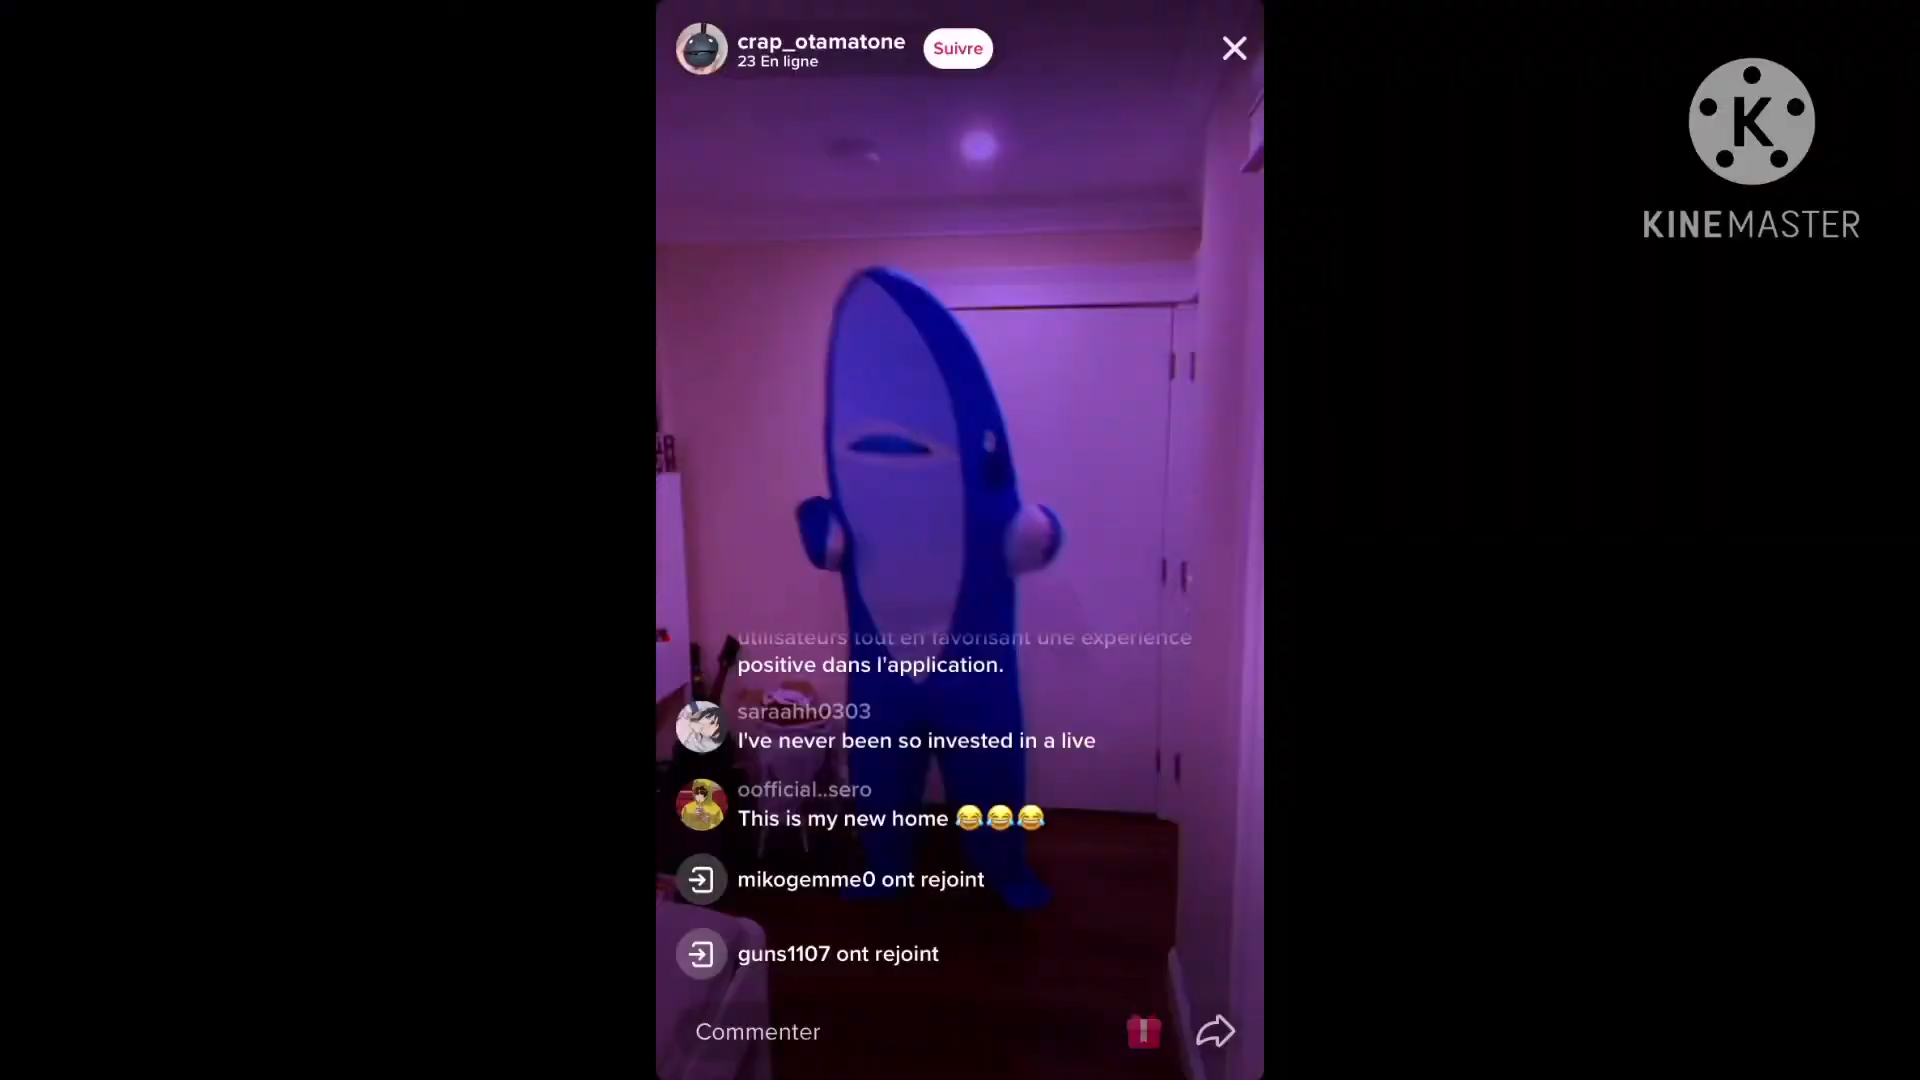 crap_otamatone
Suivre
23 En ligne
K
KINEMASTER
utilisateurs tout en favorisant une expérience
positive dans l'application.
saraahh0303
I've never been so invested in a live
oofficial..sero
This is my new home 😂😂😂
mikogemme0 ont rejoint
guns1107 ont rejoint
Commenter